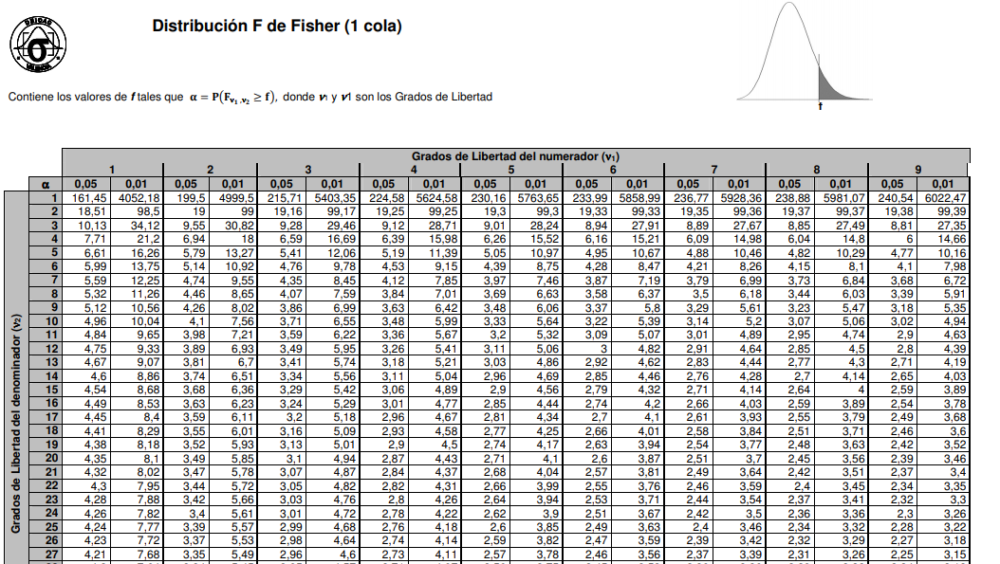 UNIDAD
σ
Distribución F de Fisher (1 cola)
Contiene los valores de f tales que α = P(Fν₁,ν₂ ≥ f), donde ν₁ y ν1 son los Grados de Libertad
f
Grados de Libertad del numerador (ν₁)
1 2 3 4 5 6 7 8 9
α 0,05 0,01 0,05 0,01 0,05 0,01 0,05 0,01 0,05 0,01 0,05 0,01 0,05 0,01 0,05 0,01 0,05 0,01
Grados de Libertad del denominador (ν₂)
1 161,45 4052,18 199,5 4999,5 215,71 5403,35 224,58 5624,58 230,16 5763,65 233,99 5858,99 236,77 5928,36 238,88 5981,07 240,54 6022,47
2 18,51 98,5 19 99 19,16 99,17 19,25 99,25 19,3 99,3 19,33 99,33 19,35 99,36 19,37 99,37 19,38 99,39
3 10,13 34,12 9,55 30,82 9,28 29,46 9,12 28,71 9,01 28,24 8,94 27,91 8,89 27,67 8,85 27,49 8,81 27,35
4 7,71 21,2 6,94 18 6,59 16,69 6,39 15,98 6,26 15,52 6,16 15,21 6,09 14,98 6,04 14,8 6 14,66
5 6,61 16,26 5,79 13,27 5,41 12,06 5,19 11,39 5,05 10,97 4,95 10,67 4,88 10,46 4,82 10,29 4,77 10,16
6 5,99 13,75 5,14 10,92 4,76 9,78 4,53 9,15 4,39 8,75 4,28 8,47 4,21 8,26 4,15 8,1 4,1 7,98
7 5,59 12,25 4,74 9,55 4,35 8,45 4,12 7,85 3,97 7,46 3,87 7,19 3,79 6,99 3,73 6,84 3,68 6,72
8 5,32 11,26 4,46 8,65 4,07 7,59 3,84 7,01 3,69 6,63 3,58 6,37 3,5 6,18 3,44 6,03 3,39 5,91
9 5,12 10,56 4,26 8,02 3,86 6,99 3,63 6,42 3,48 6,06 3,37 5,8 3,29 5,61 3,23 5,47 3,18 5,35
10 4,96 10,04 4,1 7,56 3,71 6,55 3,48 5,99 3,33 5,64 3,22 5,39 3,14 5,2 3,07 5,06 3,02 4,94
11 4,84 9,65 3,98 7,21 3,59 6,22 3,36 5,67 3,2 5,32 3,09 5,07 3,01 4,89 2,95 4,74 2,9 4,63
12 4,75 9,33 3,89 6,93 3,49 5,95 3,26 5,41 3,11 5,06 3 4,82 2,91 4,64 2,85 4,5 2,8 4,39
13 4,67 9,07 3,81 6,7 3,41 5,74 3,18 5,21 3,03 4,86 2,92 4,62 2,83 4,44 2,77 4,3 2,71 4,19
14 4,6 8,86 3,74 6,51 3,34 5,56 3,11 5,04 2,96 4,69 2,85 4,46 2,76 4,28 2,7 4,14 2,65 4,03
15 4,54 8,68 3,68 6,36 3,29 5,42 3,06 4,89 2,9 4,56 2,79 4,32 2,71 4,14 2,64 4 2,59 3,89
16 4,49 8,53 3,63 6,23 3,24 5,29 3,01 4,77 2,85 4,44 2,74 4,2 2,66 4,03 2,59 3,89 2,54 3,78
17 4,45 8,4 3,59 6,11 3,2 5,18 2,96 4,67 2,81 4,34 2,7 4,1 2,61 3,93 2,55 3,79 2,49 3,68
18 4,41 8,29 3,55 6,01 3,16 5,09 2,93 4,58 2,77 4,25 2,66 4,01 2,58 3,84 2,51 3,71 2,46 3,6
19 4,38 8,18 3,52 5,93 3,13 5,01 2,9 4,5 2,74 4,17 2,63 3,94 2,54 3,77 2,48 3,63 2,42 3,52
20 4,35 8,1 3,49 5,85 3,1 4,94 2,87 4,43 2,71 4,1 2,6 3,87 2,51 3,7 2,45 3,56 2,39 3,46
21 4,32 8,02 3,47 5,78 3,07 4,87 2,84 4,37 2,68 4,04 2,57 3,81 2,49 3,64 2,42 3,51 2,37 3,4
22 4,3 7,95 3,44 5,72 3,05 4,82 2,82 4,31 2,66 3,99 2,55 3,76 2,46 3,59 2,4 3,45 2,34 3,35
23 4,28 7,88 3,42 5,66 3,03 4,76 2,8 4,26 2,64 3,94 2,53 3,71 2,44 3,54 2,37 3,41 2,32 3,3
24 4,26 7,82 3,4 5,61 3,01 4,72 2,78 4,22 2,62 3,9 2,51 3,67 2,42 3,5 2,36 3,36 2,3 3,26
25 4,24 7,77 3,39 5,57 2,99 4,68 2,76 4,18 2,6 3,85 2,49 3,63 2,4 3,46 2,34 3,32 2,28 3,22
26 4,23 7,72 3,37 5,53 2,98 4,64 2,74 4,14 2,59 3,82 2,47 3,59 2,39 3,42 2,32 3,29 2,27 3,18
27 4,21 7,68 3,35 5,49 2,96 4,6 2,73 4,11 2,57 3,78 2,46 3,56 2,37 3,39 2,31 3,26 2,25 3,15